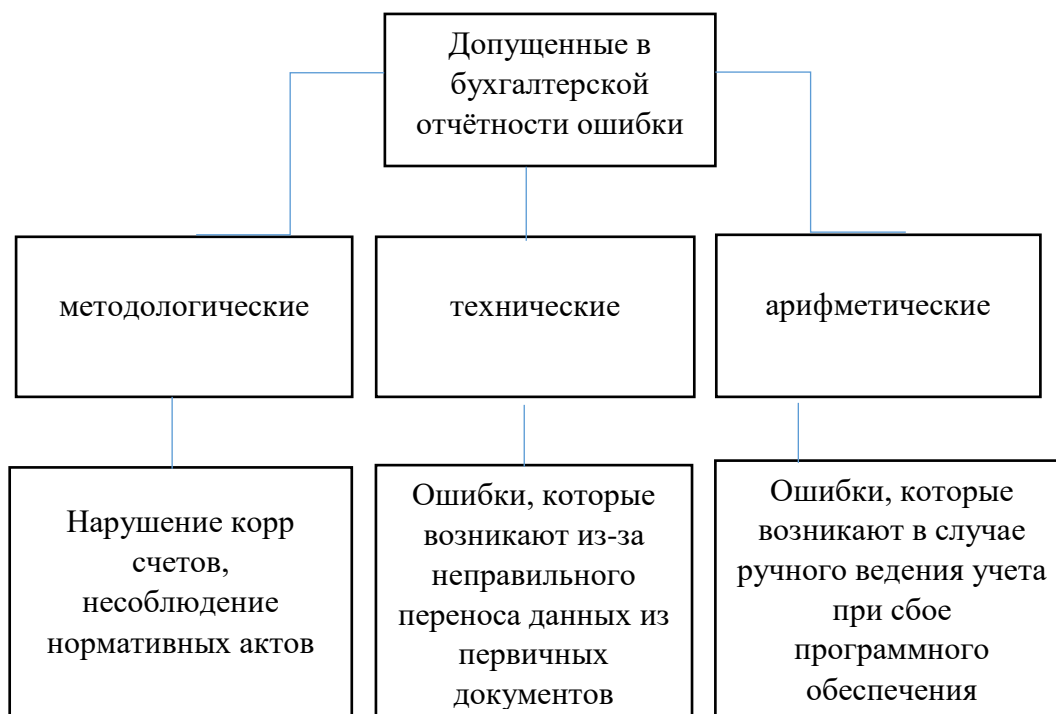 Допущенные в
бухгалтерской
отчётности ошибки
методологические
технические
арифметические
Нарушение корр
счетов,
несоблюдение
нормативных актов
Ошибки, которые
возникают из-за
неправильного
переноса данных из
первичных
документов
Ошибки, которые
возникают в случае
ручного ведения учета
при сбое
программного
обеспечения